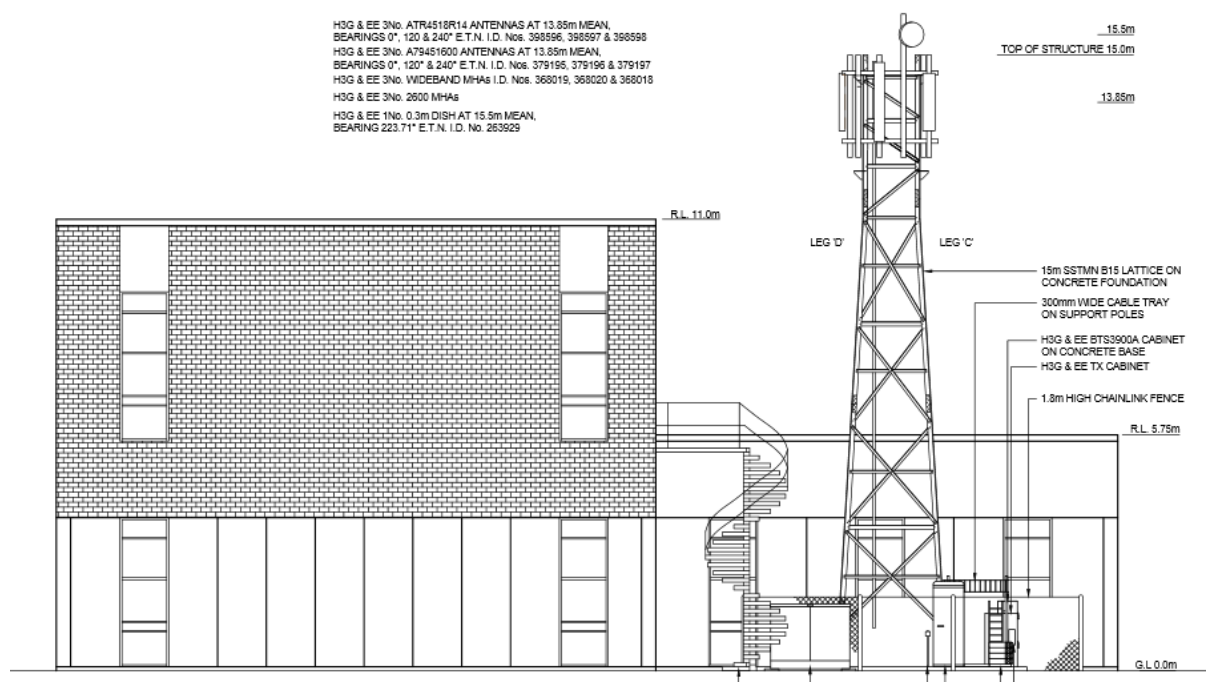 H3G & EE 3No. ATR4518R14 ANTENNAS AT 13.85m MEAN,
BEARINGS 0°, 120 & 240° E.T.N. I.D. Nos. 398596, 398597 & 398598
H3G & EE 3No. A79451600 ANTENNAS AT 13.85m MEAN,
BEARINGS 0°, 120° & 240° E.T.N. I.D. Nos. 379195, 379196 & 379197
H3G & EE 3No. WIDEBAND MHAs I.D. Nos. 368019, 368020 & 368018
H3G & EE 3No. 2600 MHAs
H3G & EE 1No. 0.3m DISH AT 15.5m MEAN,
BEARING 223.71° E.T.N. I.D. No. 263929
15.5m
TOP OF STRUCTURE 15.0m
13.85m
R.L. 11.0m
LEG 'D'
LEG 'C'
15m SSTMN B15 LATTICE ON
CONCRETE FOUNDATION
300mm WIDE CABLE TRAY
ON SUPPORT POLES
H3G & EE BTS3900A CABINET
ON CONCRETE BASE
H3G & EE TX CABINET
1.8m HIGH CHAINLINK FENCE
R.L. 5.75m
G.L 0.0m